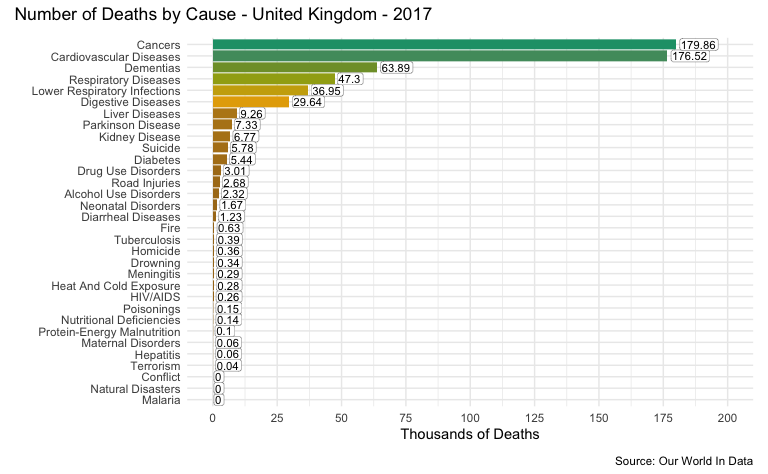 Number of Deaths by Cause - United Kingdom - 2017
Cancers 179.86
Cardiovascular Diseases 176.52
Dementias 63.89
Respiratory Diseases 47.3
Lower Respiratory Infections 36.95
Digestive Diseases 29.64
Liver Diseases 9.26
Parkinson Disease 7.33
Kidney Disease 6.77
Suicide 5.78
Diabetes 5.44
Drug Use Disorders 3.01
Road Injuries 2.68
Alcohol Use Disorders 2.32
Neonatal Disorders 1.67
Diarrheal Diseases 1.23
Fire 0.63
Tuberculosis 0.39
Homicide 0.36
Drowning 0.34
Meningitis 0.29
Heat And Cold Exposure 0.28
HIV/AIDS 0.26
Poisonings 0.15
Nutritional Deficiencies 0.14
Protein-Energy Malnutrition 0.1
Maternal Disorders 0.06
Hepatitis 0.06
Terrorism 0.04
Conflict 0
Natural Disasters 0
Malaria 0
0 25 50 75 100 125 150 175 200
Thousands of Deaths
Source: Our World In Data